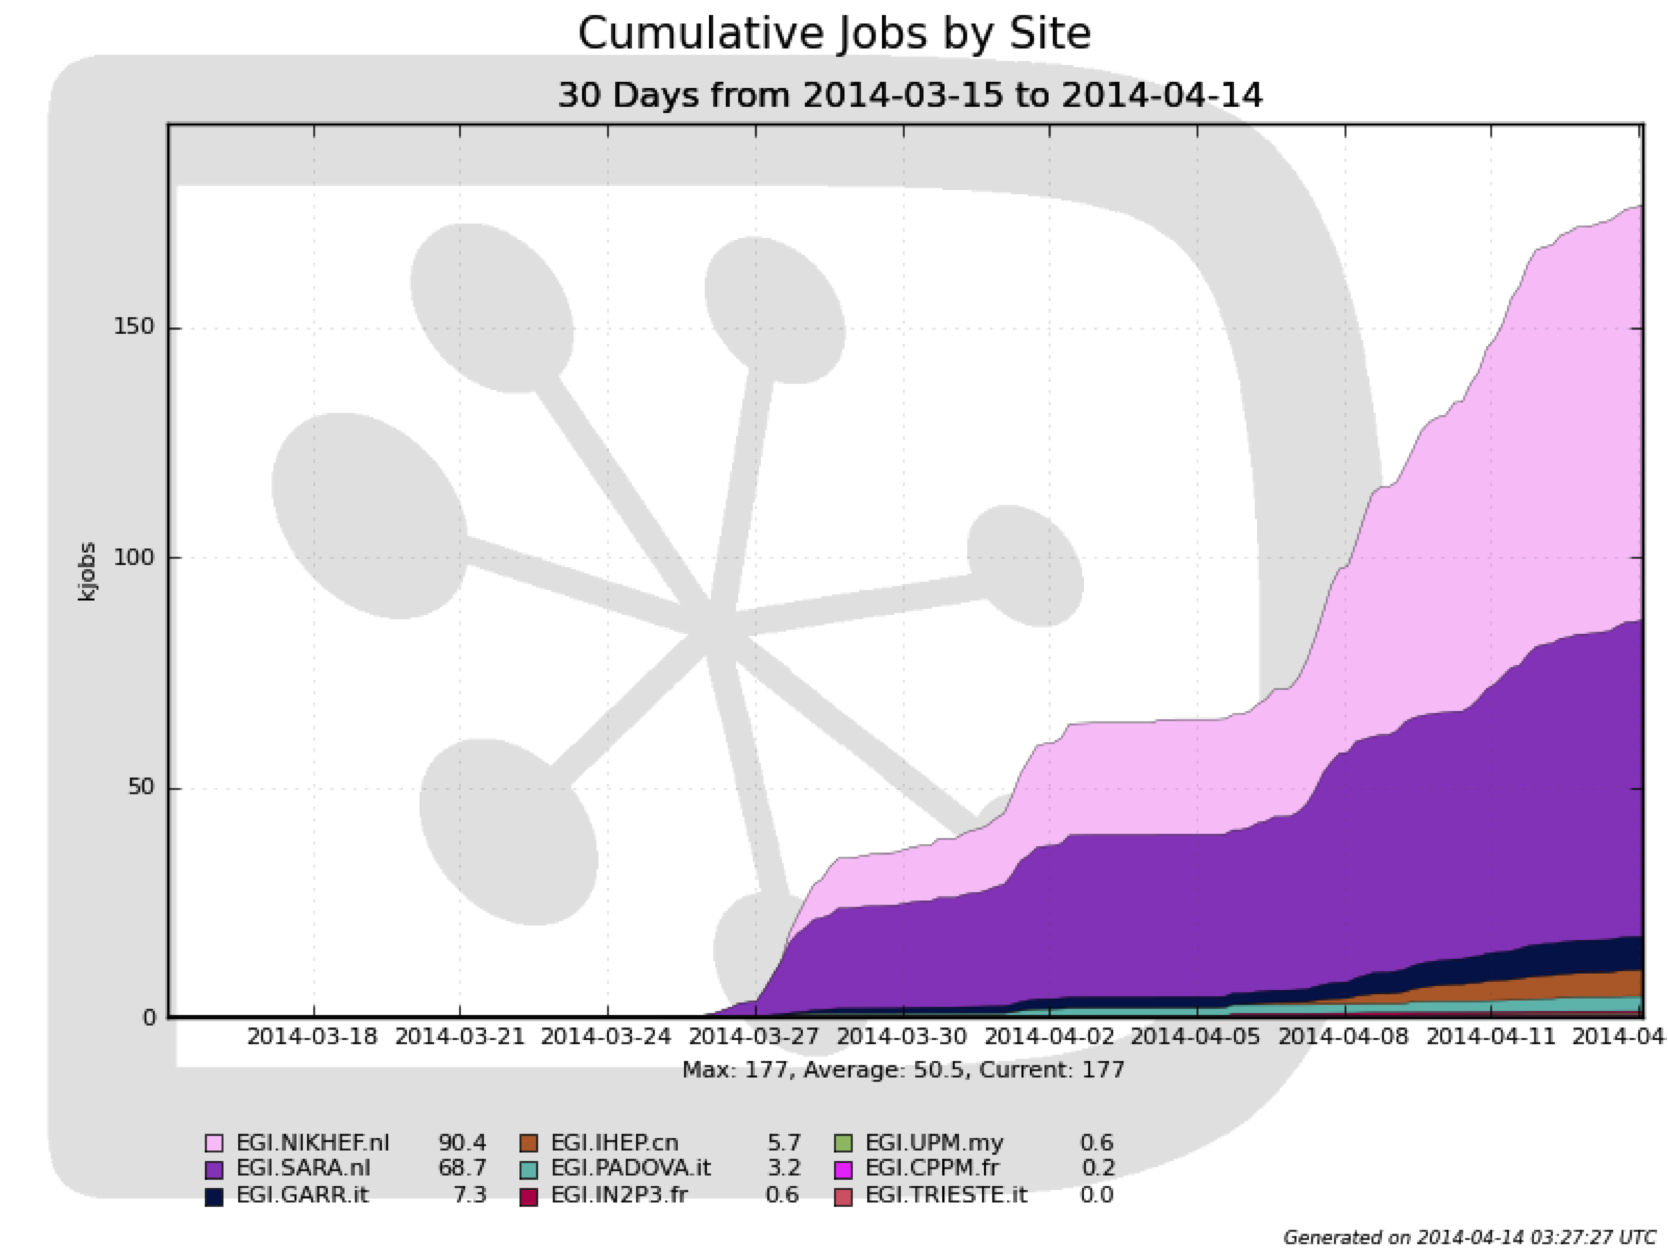 Cumulative Jobs by Site
30 Days from 2014-03-15 to 2014-04-14
150
100
50
0
kjobs
2014-03-18 2014-03-21 2014-03-24 2014-03-27 2014-03-30 2014-04-02 2014-04-05 2014-04-08 2014-04-11 2014-04
Max: 177, Average: 50.5, Current: 177
EGI.NIKHEF.nl 90.4 EGI.IHEP.cn 5.7 EGI.UPM.my 0.6
EGI.SARA.nl 68.7 EGI.PADOVA.it 3.2 EGI.CPPM.fr 0.2
EGI.GARR.it 7.3 EGI.IN2P3.fr 0.6 EGI.TRIESTE.it 0.0
Generated on 2014-04-14 03:27:27 UTC